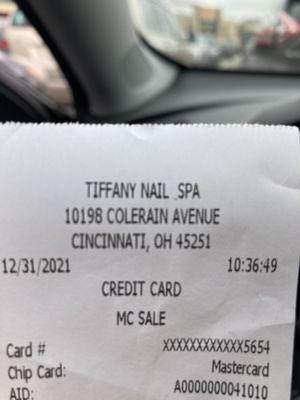 TIFFANY NAIL SPA
10198 COLERAIN AVENUE
CINCINNATI, OH 45251
12/31/2021 10:36:49
CREDIT CARD
MC SALE
Card # XXXXXXXXXXXX5654
Chip Card: Mastercard
AID: A0000000041010